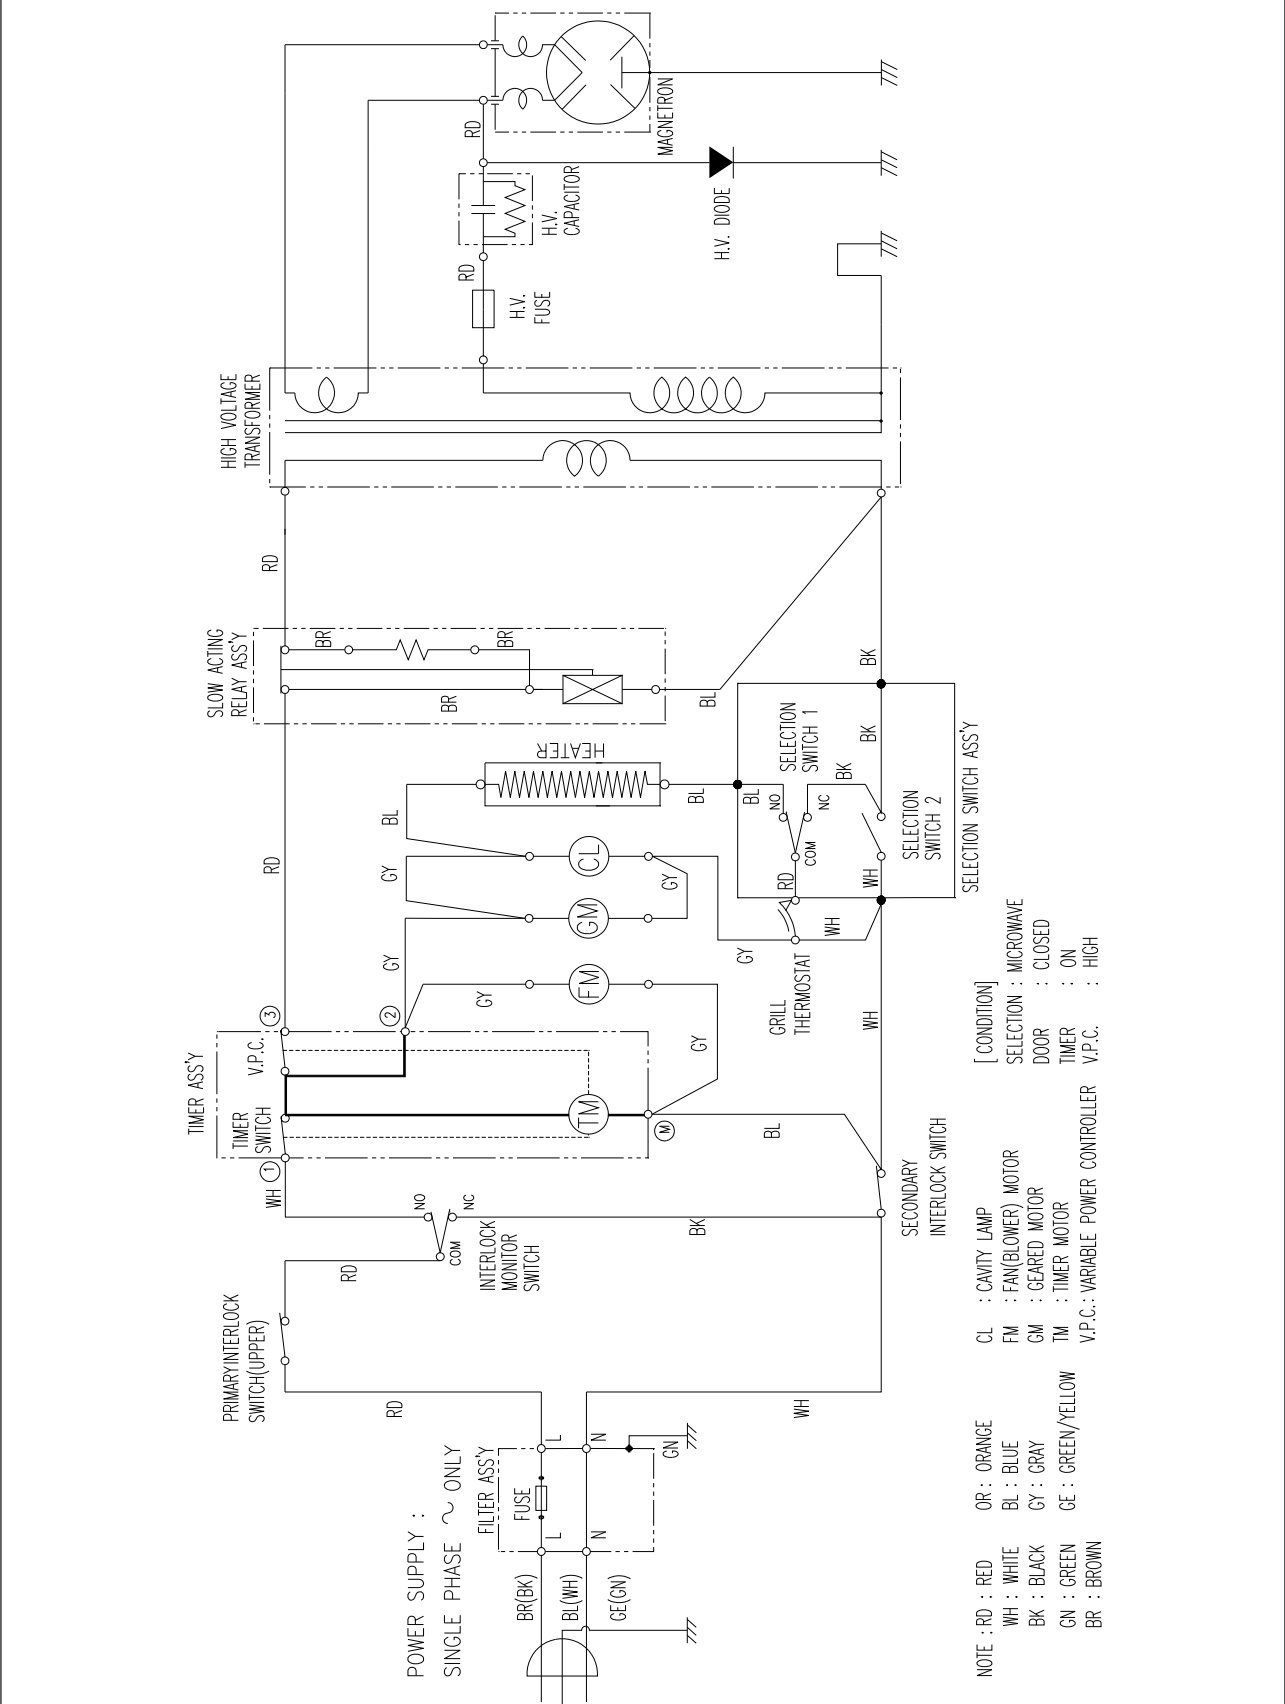 POWER SUPPLY :
SINGLE PHASE ~ ONLY
BR(BK)
BL(WH)
GE(GN)
FILTER ASS'Y
FUSE
L
N
L
N
GN
RD
WH
PRIMARYINTERLOCK
SWITCH(UPPER)
RD
COM
NO
NC
INTERLOCK
MONITOR
SWITCH
WH
BK
SECONDARY
INTERLOCK SWITCH
TIMER ASS'Y
1
TIMER
SWITCH
V.P.C.
3
2
TM
M
BL
GY
GY
FM
GY
GM
GY
CL
GY
GY
BL
HEATER
BL
RD
WH
GRILL
THERMOSTAT
WH
RD
COM
NO
NC
BL
BK
SELECTION
SWITCH 1
WH
BK
SELECTION
SWITCH 2
SELECTION SWITCH ASS'Y
BK
SLOW ACTING
RELAY ASS'Y
BR
BR
BR
BL
RD
HIGH VOLTAGE
TRANSFORMER
H.V.
FUSE
RD
H.V.
CAPACITOR
RD
H.V. DIODE
MAGNETRON
NOTE : RD : RED
WH : WHITE
BK : BLACK
GN : GREEN
BR : BROWN
OR : ORANGE
BL : BLUE
GY : GRAY
GE : GREEN/YELLOW
CL : CAVITY LAMP
FM : FAN(BLOWER) MOTOR
GM : GEARED MOTOR
TM : TIMER MOTOR
V.P.C.: VARIABLE POWER CONTROLLER
[CONDITION]
SELECTION : MICROWAVE
DOOR : CLOSED
TIMER : ON
V.P.C. : HIGH